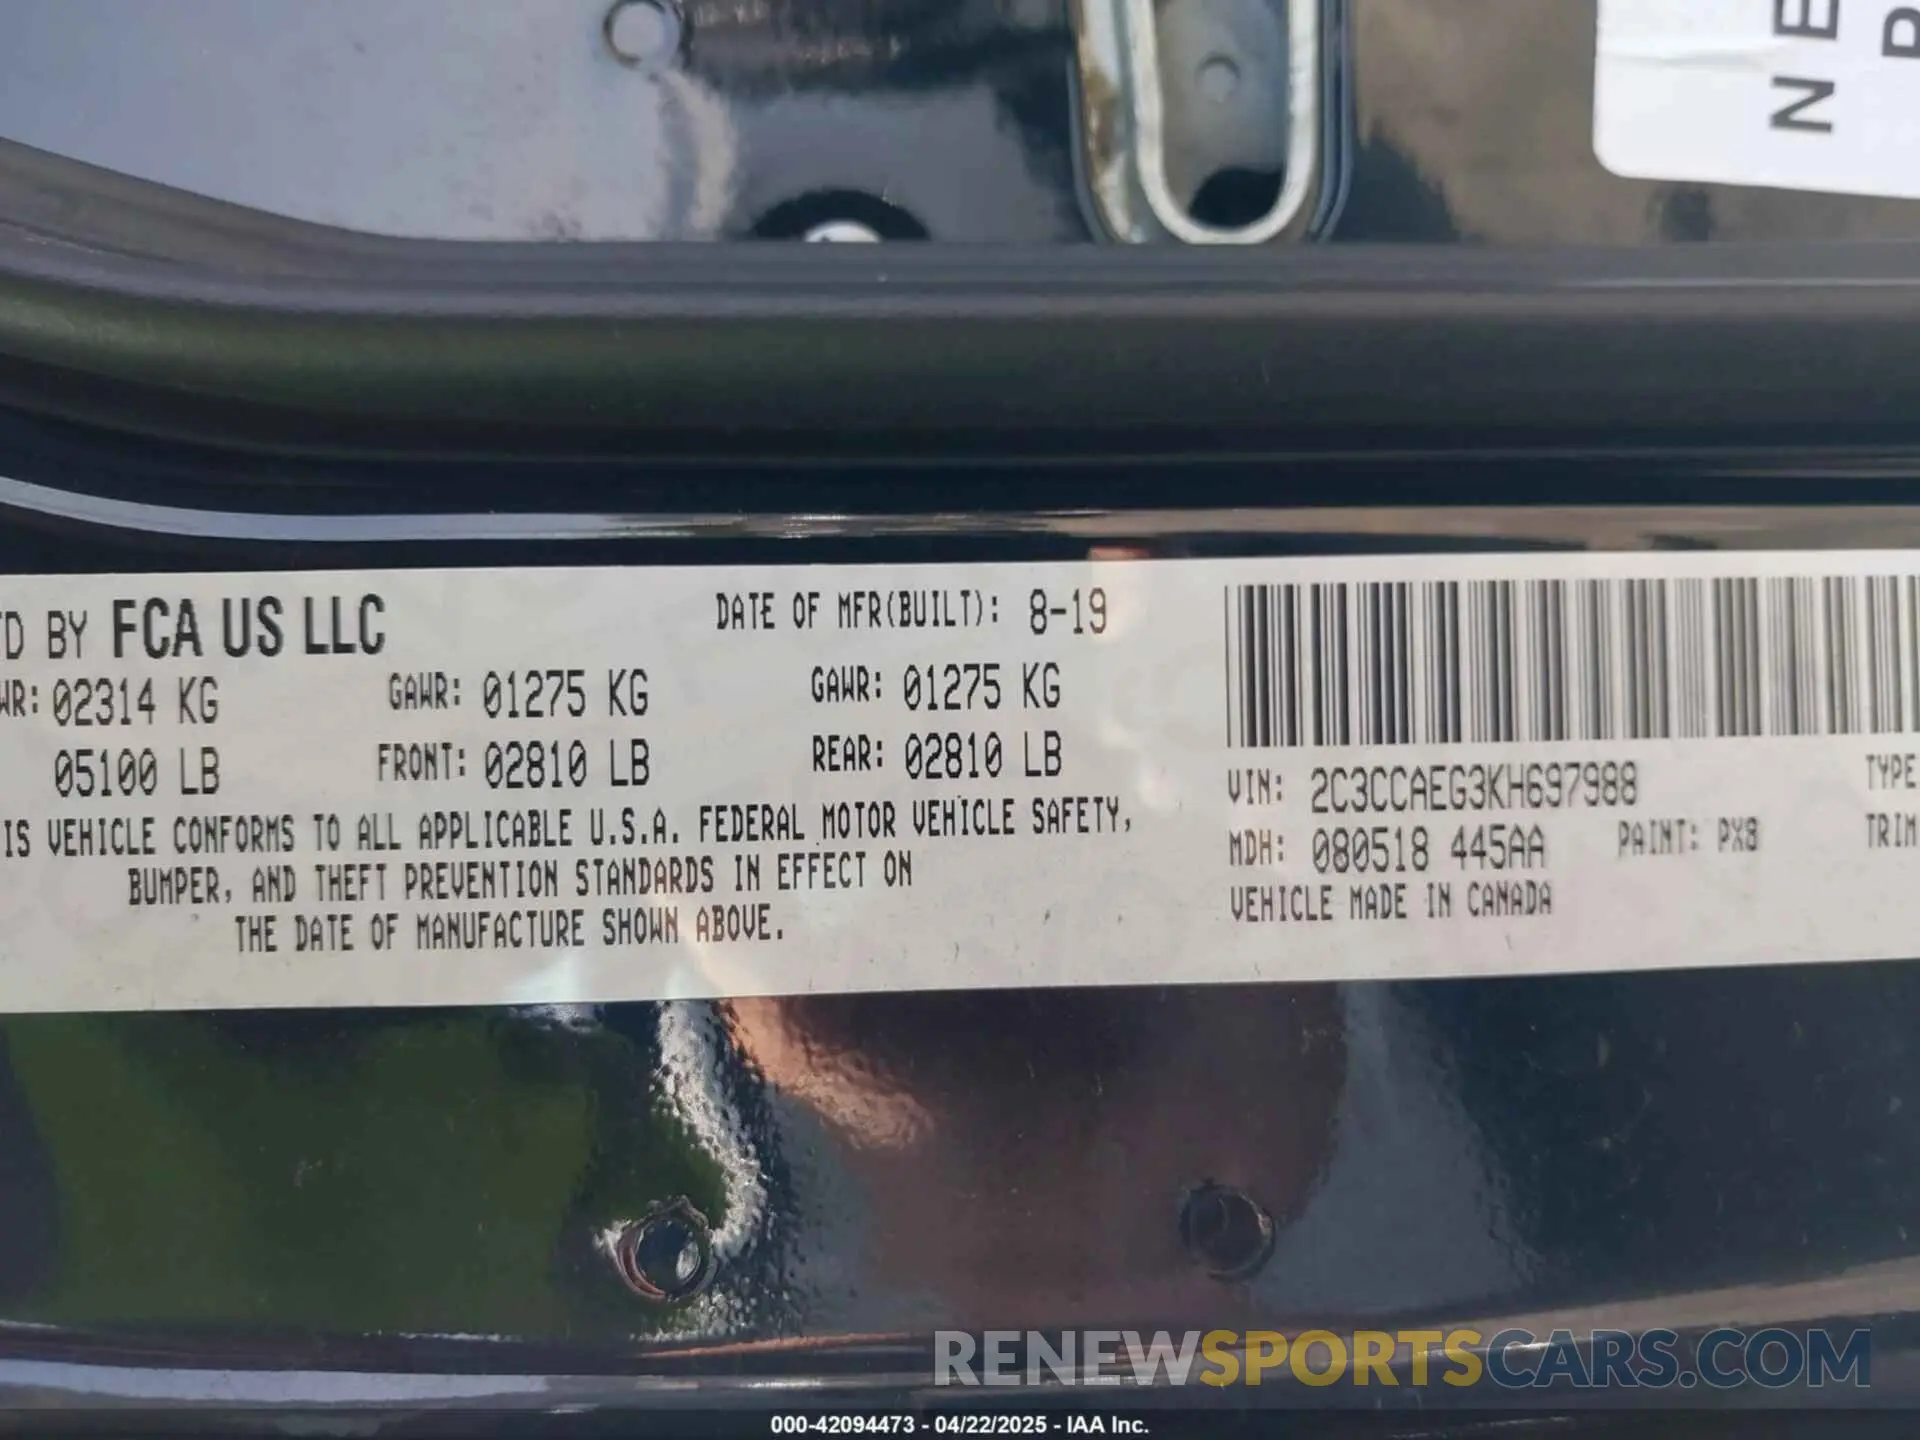 NE
FD BY FCA US LLC
DATE OF MFR(BUILT): 8-19
WR: 02314 KG GAWR: 01275 KG GAWR: 01275 KG
05100 LB FRONT: 02810 LB REAR: 02810 LB
IS VEHICLE CONFORMS TO ALL APPLICABLE U.S.A. FEDERAL MOTOR VEHICLE SAFETY,
BUMPER, AND THEFT PREVENTION STANDARDS IN EFFECT ON
THE DATE OF MANUFACTURE SHOWN ABOVE.
VIN: 2C3CCAEG3KH697988 TYPE
MDH: 080518 445AA PAINT: PX8 TRIM
VEHICLE MADE IN CANADA
RENEWSPORTSCARS.COM
000-42094473 - 04/22/2025 - IAA Inc.